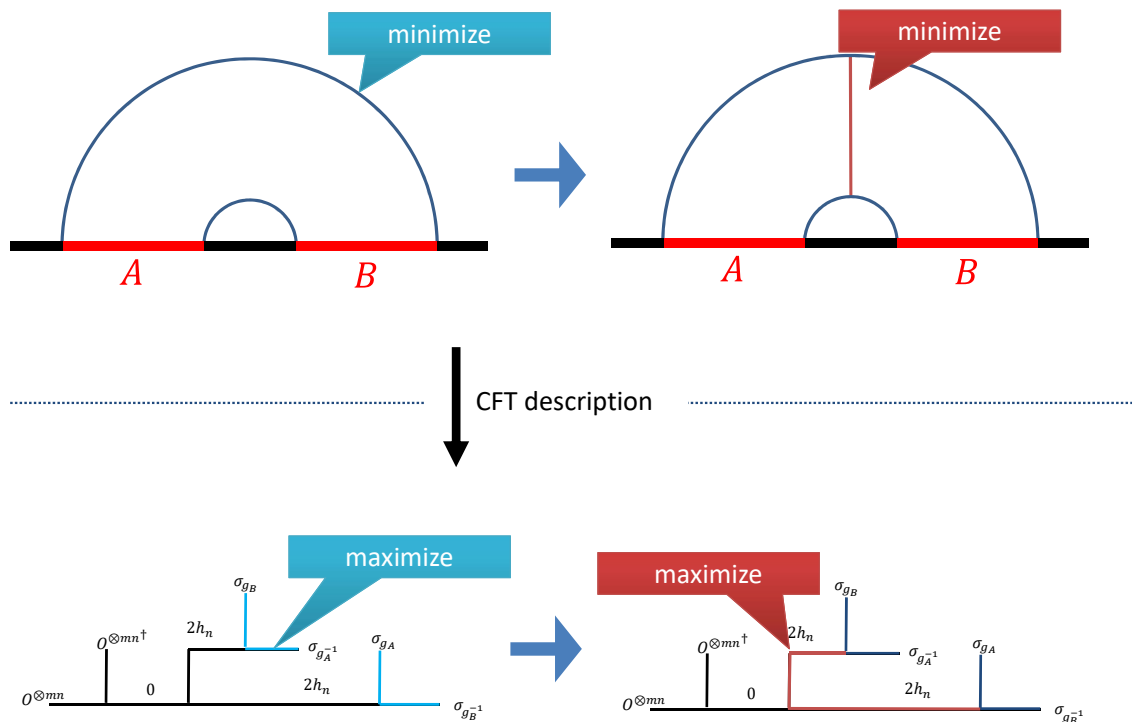 minimize
minimize
A
B
A
B
CFT description
maximize
maximize
σ_{g_B}
O^{⊗mn†}
2h_n
σ_{g_A^{-1}}
σ_{g_A}
0
2h_n
O^{⊗mn}
σ_{g_B^{-1}}
σ_{g_B}
O^{⊗mn†}
2h_n
σ_{g_A^{-1}}
σ_{g_A}
0
2h_n
O^{⊗mn}
σ_{g_B^{-1}}